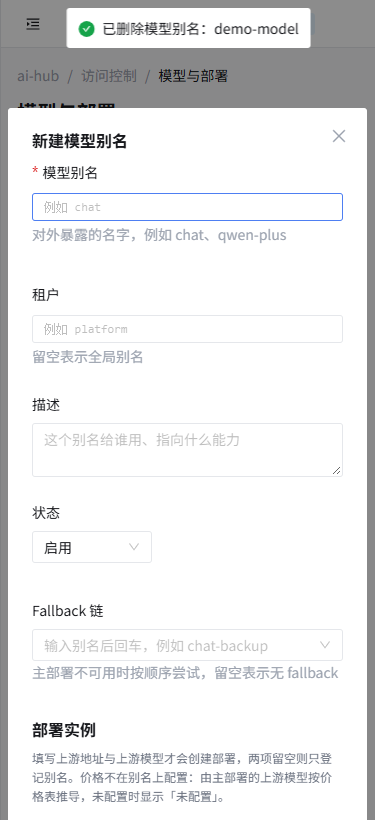 已删除模型别名：demo-model
ai-hub / 访问控制 / 模型与部署
模型与部署
新建模型别名
* 模型别名
例如 chat
对外暴露的名字，例如 chat、qwen-plus
租户
例如 platform
留空表示全局别名
描述
这个别名给谁用、指向什么能力
状态
启用
Fallback 链
输入别名后回车，例如 chat-backup
主部署不可用时按顺序尝试，留空表示无 fallback
部署实例
填写上游地址与上游模型才会创建部署，两项留空则只登
记别名。价格不在别名上配置：由主部署的上游模型按价
格表推导，未配置时显示「未配置」。